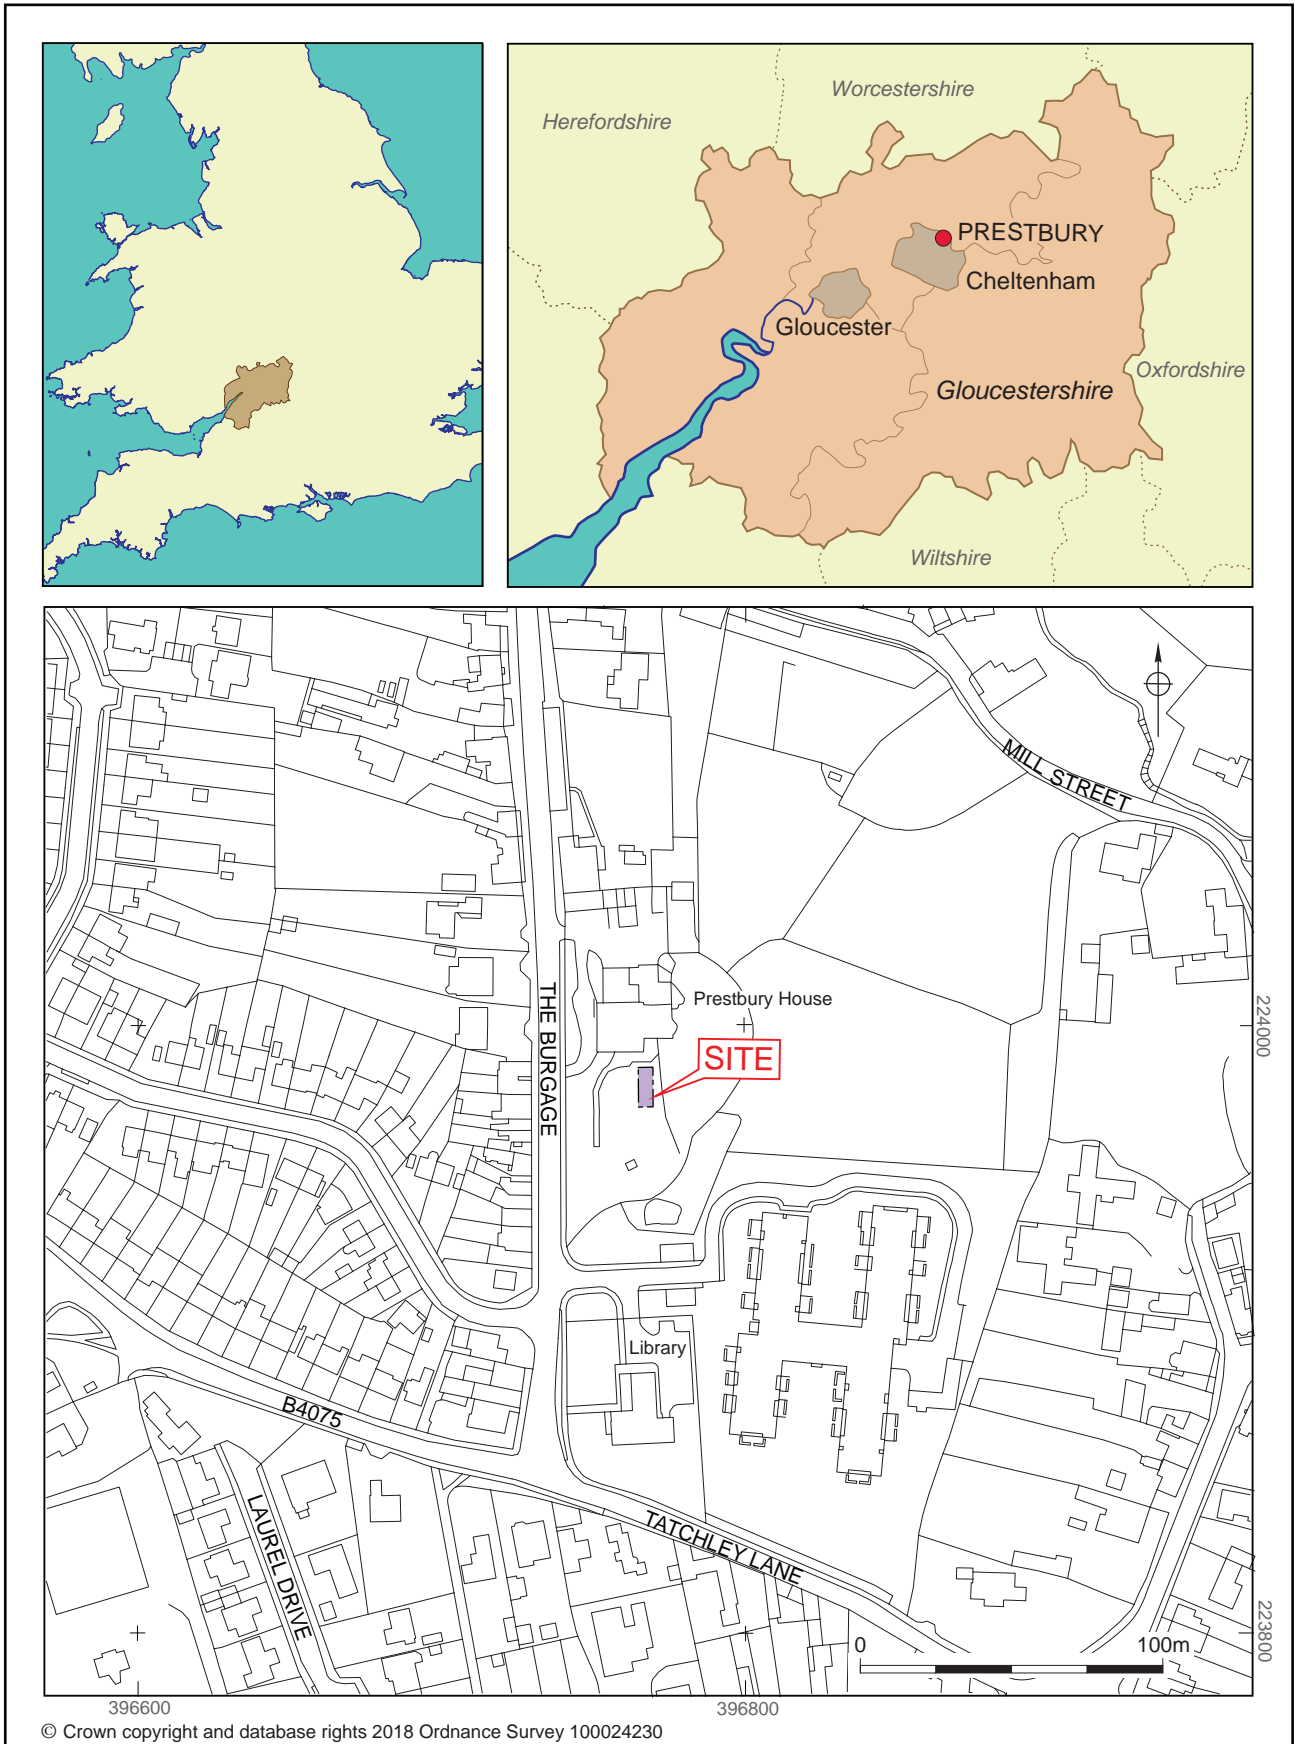 Worcestershire
Herefordshire
PRESTBURY
Cheltenham
Gloucester
Oxfordshire
Gloucestershire
Wiltshire
MILL STREET
THE BURGAGE
Prestbury House
224000
SITE
Library
B4075
LAUREL DRIVE
TATCHLEY LANE
0 100m
223800
396600 396800
© Crown copyright and database rights 2018 Ordnance Survey 100024230